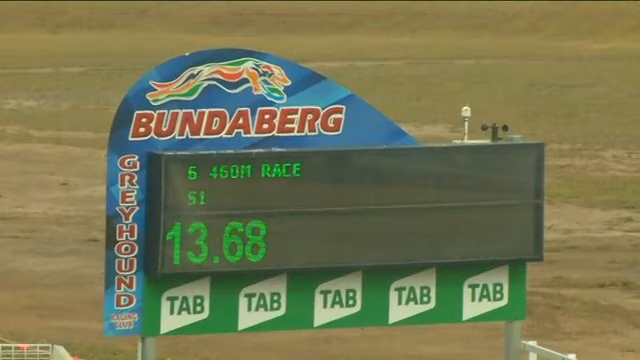 BUNDABERG
GREYHOUND
RACING
CLUB
6 460M RACE
S1
13.68
TAB TAB TAB TAB TAB